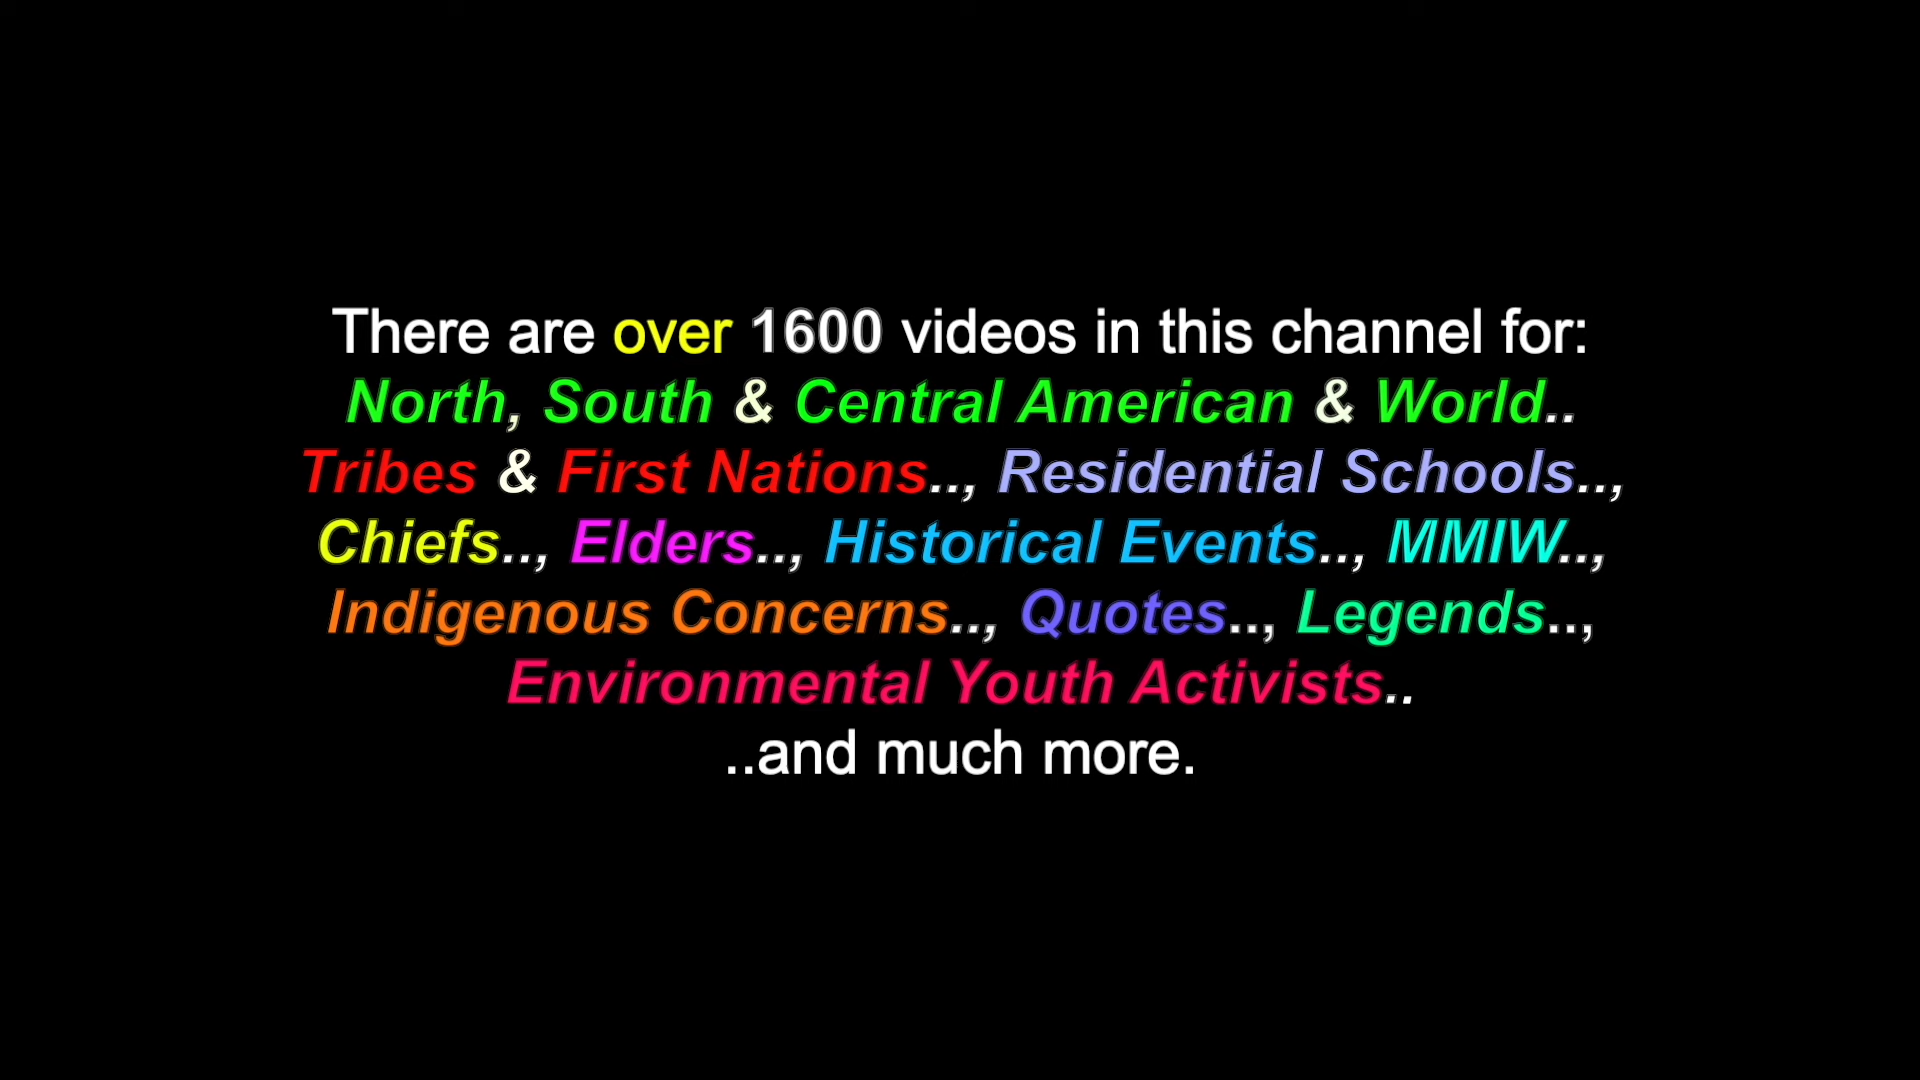 There are over 1600 videos in this channel for:
North, South & Central American & World..
Tribes & First Nations.., Residential Schools..,
Chiefs.., Elders.., Historical Events.., MMIW..,
Indigenous Concerns.., Quotes.., Legends..,
Environmental Youth Activists..
..and much more.